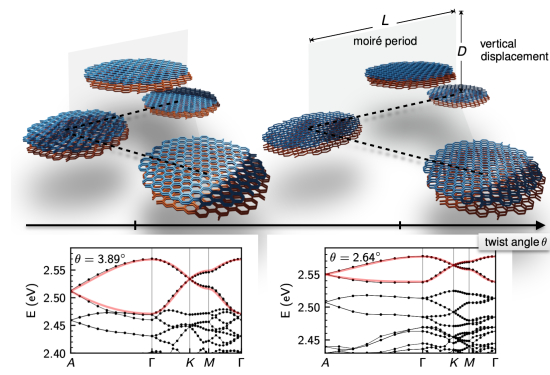 L
moiré period
D
vertical
displacement
twist angle θ
θ = 3.89°
2.55
2.50
2.45
2.40
E (eV)
A Γ K M Γ
θ = 2.64°
2.55
2.50
2.45
E (eV)
A Γ K M Γ